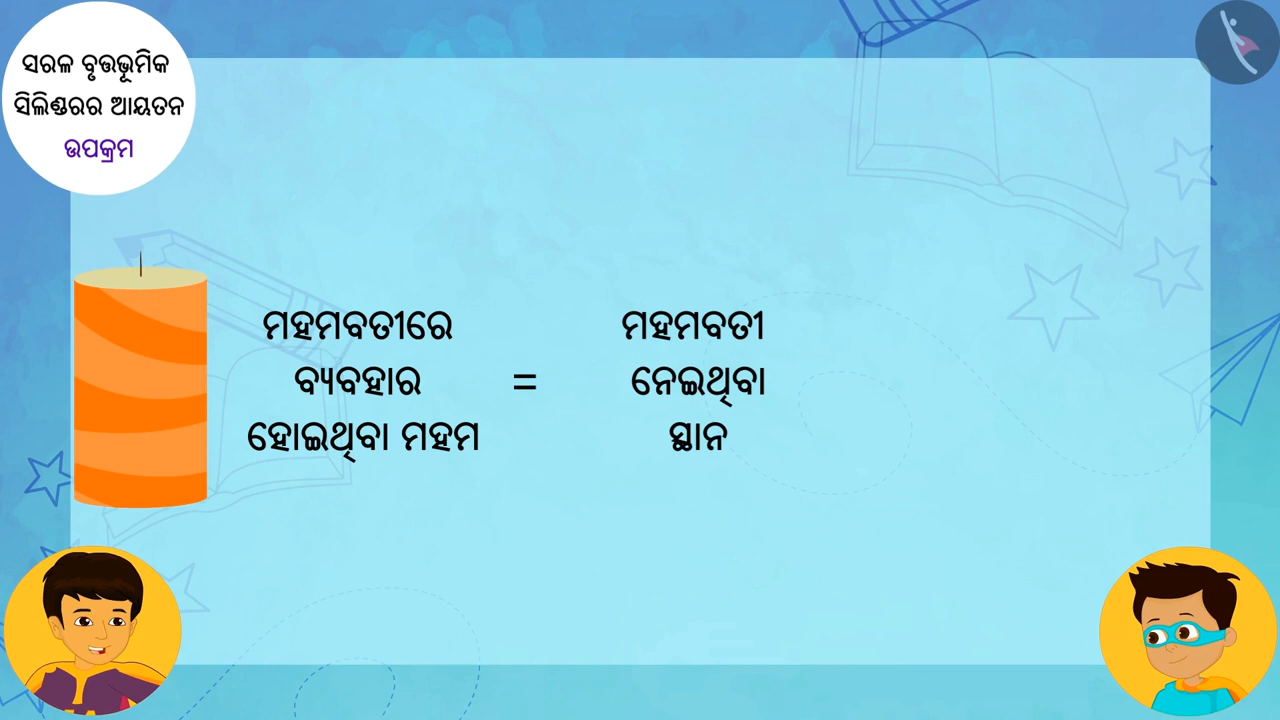 ସରଳ ବୃତ୍ତଭୂମିକ
ସିଲିଣ୍ଡରର ଆୟତନ
ଉପକ୍ରମ
ମହମବତୀରେ
ବ୍ୟବହାର
ହୋଇଥିବା ମହମ
=
ମହମବତୀ
ନେଇଥିବା
ସ୍ଥାନ